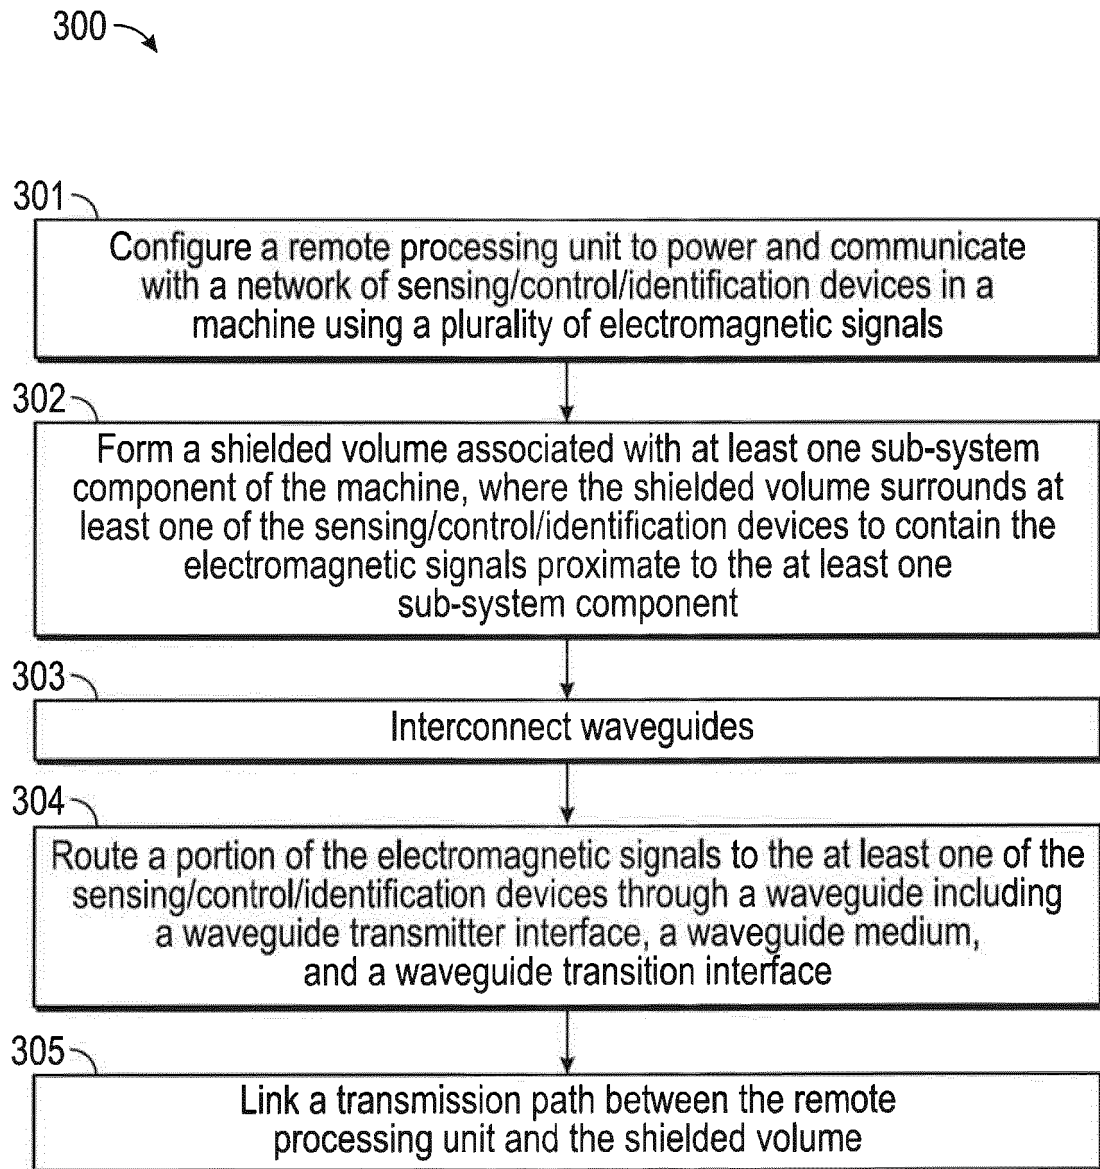 300
301
Configure a remote processing unit to power and communicate
with a network of sensing/control/identification devices in a
machine using a plurality of electromagnetic signals
302
Form a shielded volume associated with at least one sub-system
component of the machine, where the shielded volume surrounds at
least one of the sensing/control/identification devices to contain the
electromagnetic signals proximate to the at least one
sub-system component
303
Interconnect waveguides
304
Route a portion of the electromagnetic signals to the at least one of the
sensing/control/identification devices through a waveguide including
a waveguide transmitter interface, a waveguide medium,
and a waveguide transition interface
305
Link a transmission path between the remote
processing unit and the shielded volume